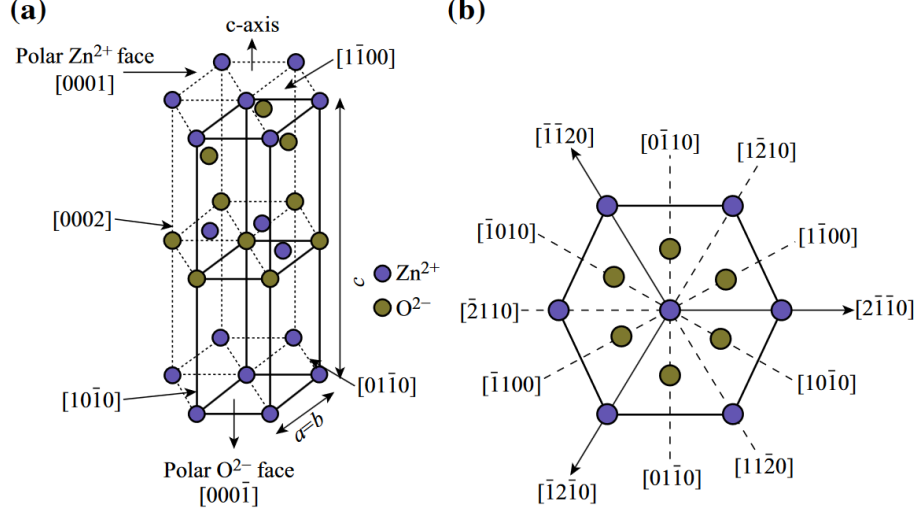 (a)
c-axis
Polar Zn²⁺ face
[0001]
[11̄00]
[0002]
c
Zn²⁺
O²⁻
[101̄0]
[011̄0]
a=b
Polar O²⁻ face
[0001̄]
(b)
[1̄1̄20]
[01̄10]
[12̄10]
[1̄010]
[11̄00]
[2̄110]
[21̄1̄0]
[1̄100]
[101̄0]
[1̄21̄0]
[011̄0]
[112̄0]